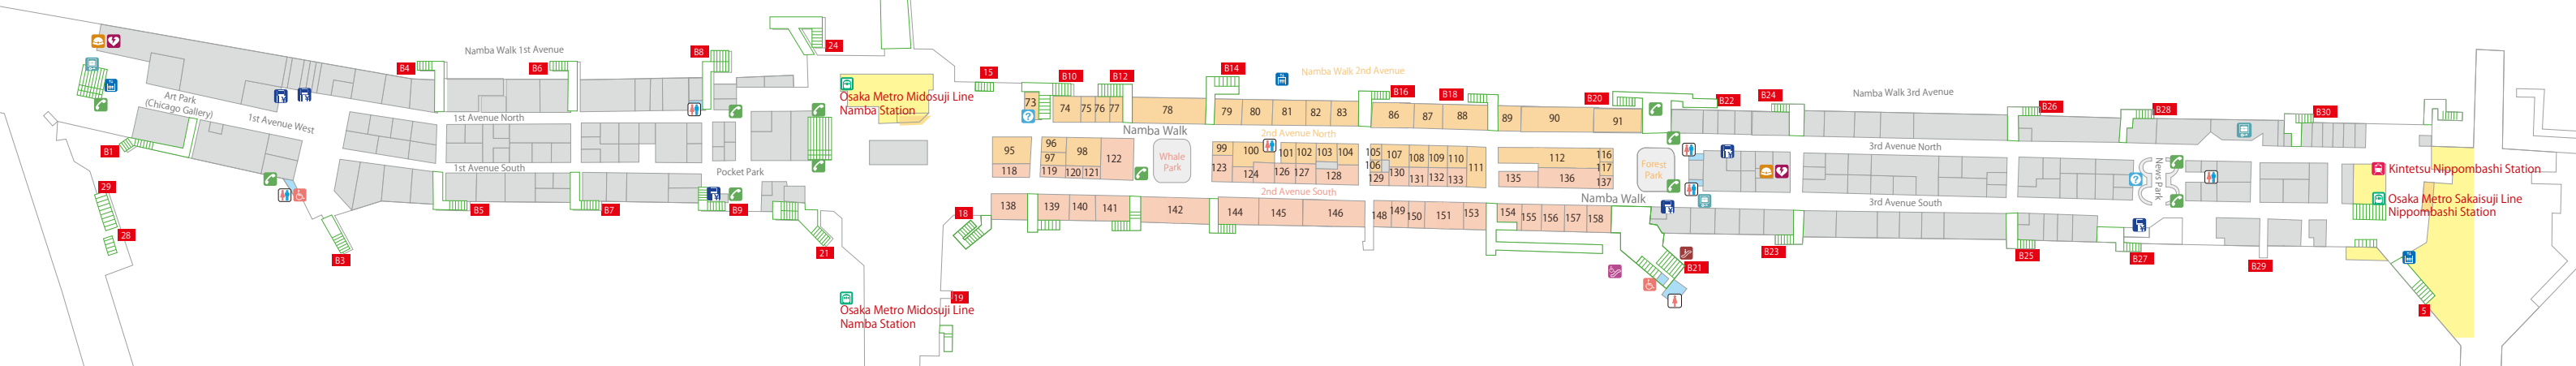 Namba Walk 1st Avenue
Namba Walk 2nd Avenue
Namba Walk 3rd Avenue
B4
B6
B8
24
15
B10
B12
B14
B16
B18
B20
B22
B24
B26
B28
B30
Art Park
(Chicago Gallery)
1st Avenue West
1st Avenue North
1st Avenue South
Pocket Park
Osaka Metro Midosuji Line
Namba Station
73
74
75
76
77
78
79
80
81
82
83
86
87
88
89
90
91
Namba Walk
2nd Avenue North
3rd Avenue North
95
96
97
98
118
119
120
121
122
Whale
Park
99
100
101
102
103
104
123
124
126
127
128
105
106
107
108
109
110
111
129
130
131
132
133
112
116
117
135
136
137
Forest
Park
?
?
News Park
Kintetsu Nippombashi Station
Osaka Metro Sakaisuji Line
Nippombashi Station
2nd Avenue South
Namba Walk
3rd Avenue South
138
139
140
141
142
144
145
146
148
149
150
151
153
154
155
156
157
158
B1
29
28
B3
B5
B7
B9
21
18
19
B21
B23
B25
B27
B29
5
Osaka Metro Midosuji Line
Namba Station